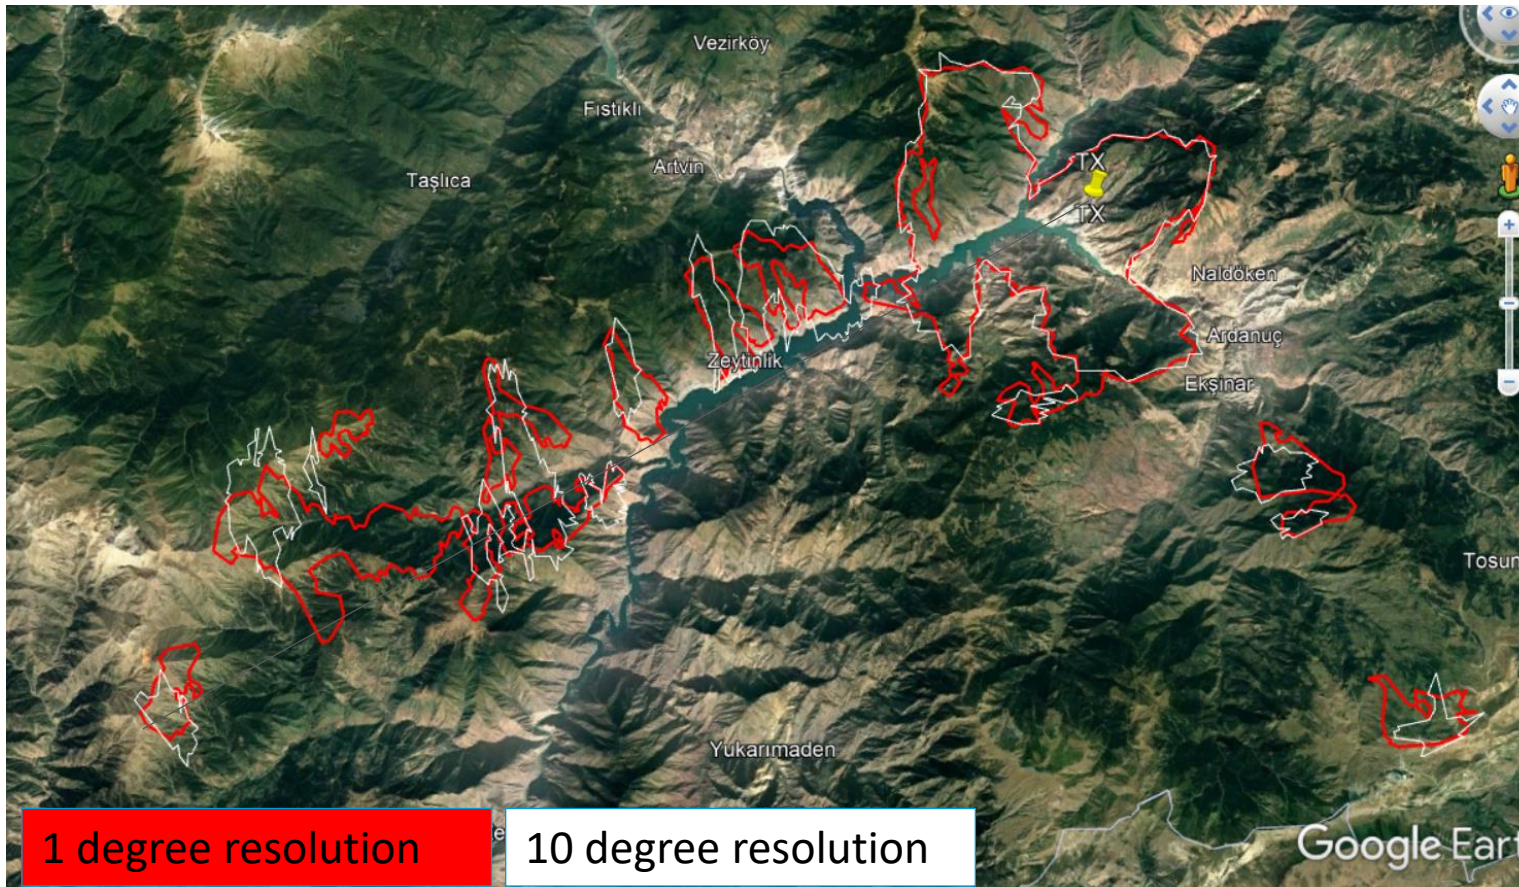 Vezirköy
Fıstıklı
Artvin
TX
Taşlıca
TX
Naldöken
Ardanuç
Zeytinlik
Ekşinar
Tosun
Yukarımaden
1 degree resolution
10 degree resolution
Google Eart